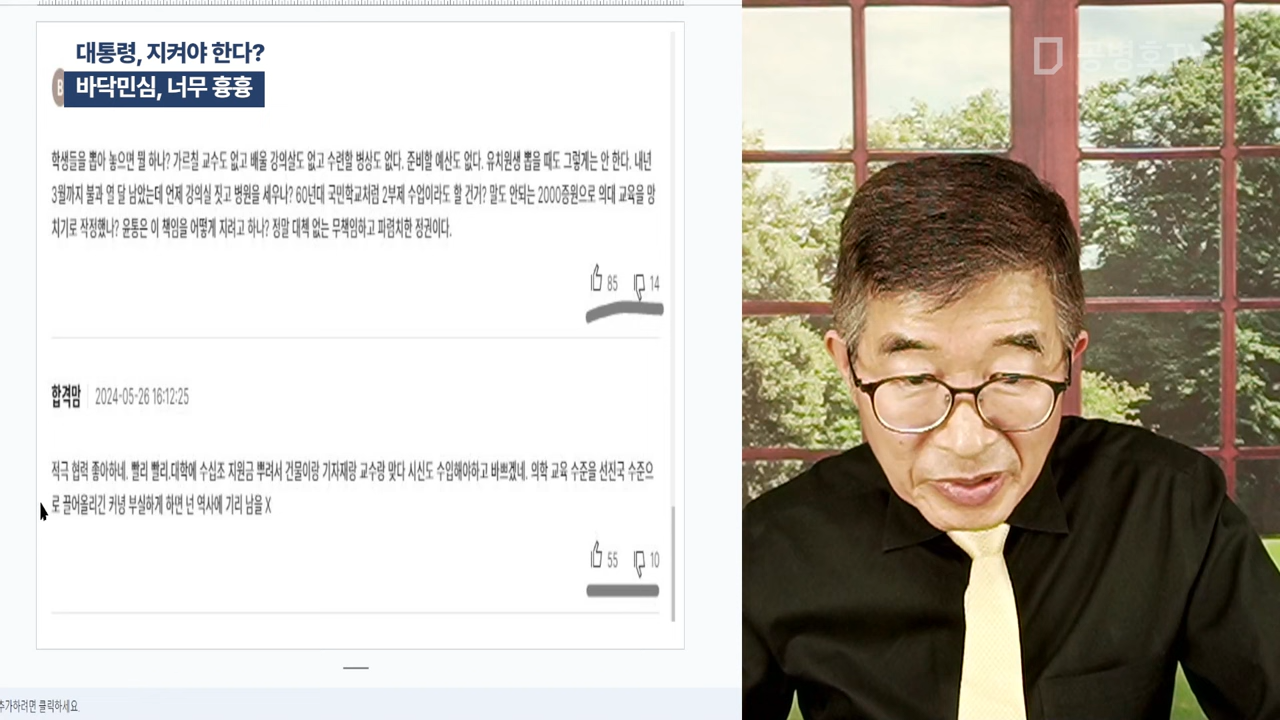 대통령, 지켜야 한다?
B
바닥민심, 너무 흉흉
학생들을 뽑아 놓으면 뭘 하나? 가르칠 교수도 없고 배울 강의살도 없고 수련할 병상도 없다. 준비할 예산도 없다. 유치원생 뽑을 때도 그렇게는 안 한다. 내년
3월까지 불과 열 달 남았는데 언제 강의실 짓고 병원을 세우나? 60년대 국민학교처럼 2부제 수업이라도 할 건가? 말도 안되는 2000증원으로 의대 교육을 망
치기로 작정했나? 윤통은 이 책임을 어떻게 지려고 하나? 정말 대첵 없는 무책임하고 파렴치한 정권이다.
85 14
합격맘 2024-05-26 16:12:25
적극 협력 좋아하네. 빨리 빨리.대학에 수십조 지원금 뿌려서 건물이랑 기자재랑 교수랑 맞다 시신도 수입해야하고 바쁘겠네. 의학 교육 수준을 선진국 수준으
로 끌어올리긴 커녕 부실하게 하면 넌 역사에 기리 남을 X
55 10
추가하려면 클릭하세요.
공병호TV